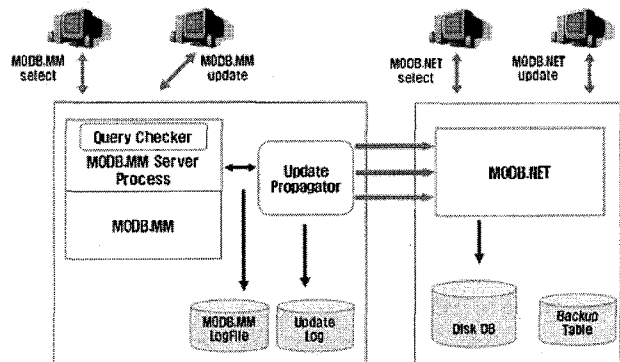 MODB.MM
select
MODB.MM
update
MODB.NET
select
MODB.NET
update
Query Checker
MODB.MM Server
Process
MODB.MM
Update
Propagator
MODB.NET
MODB.MM
LogFile
Update
Log
Disk DB
Backup
Table